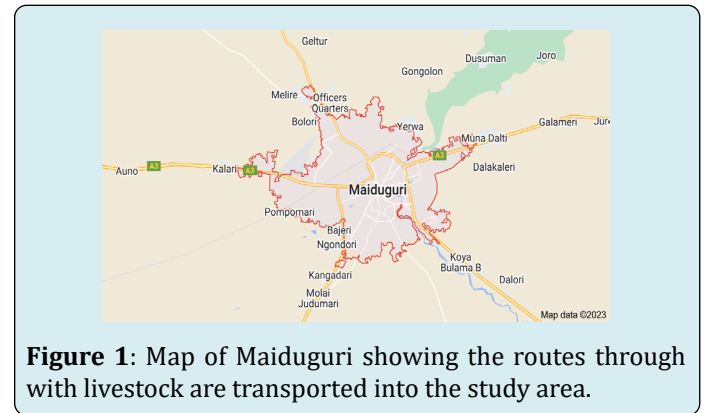 Geltur
Dusuman
Joro
Gongolon
Melire
Officers
Quarters
Bolori
Yerwa
Galameri
Jure
Muna Dalti
A3
Auno
A3
Kalari
A3
Dalakaleri
Maiduguri
Pompomari
Bajeri
Ngondori
Koya
Bulama B
Kangadari
Dalori
Molai
Judumari
Map data ©2023
Figure 1: Map of Maiduguri showing the routes through
with livestock are transported into the study area.